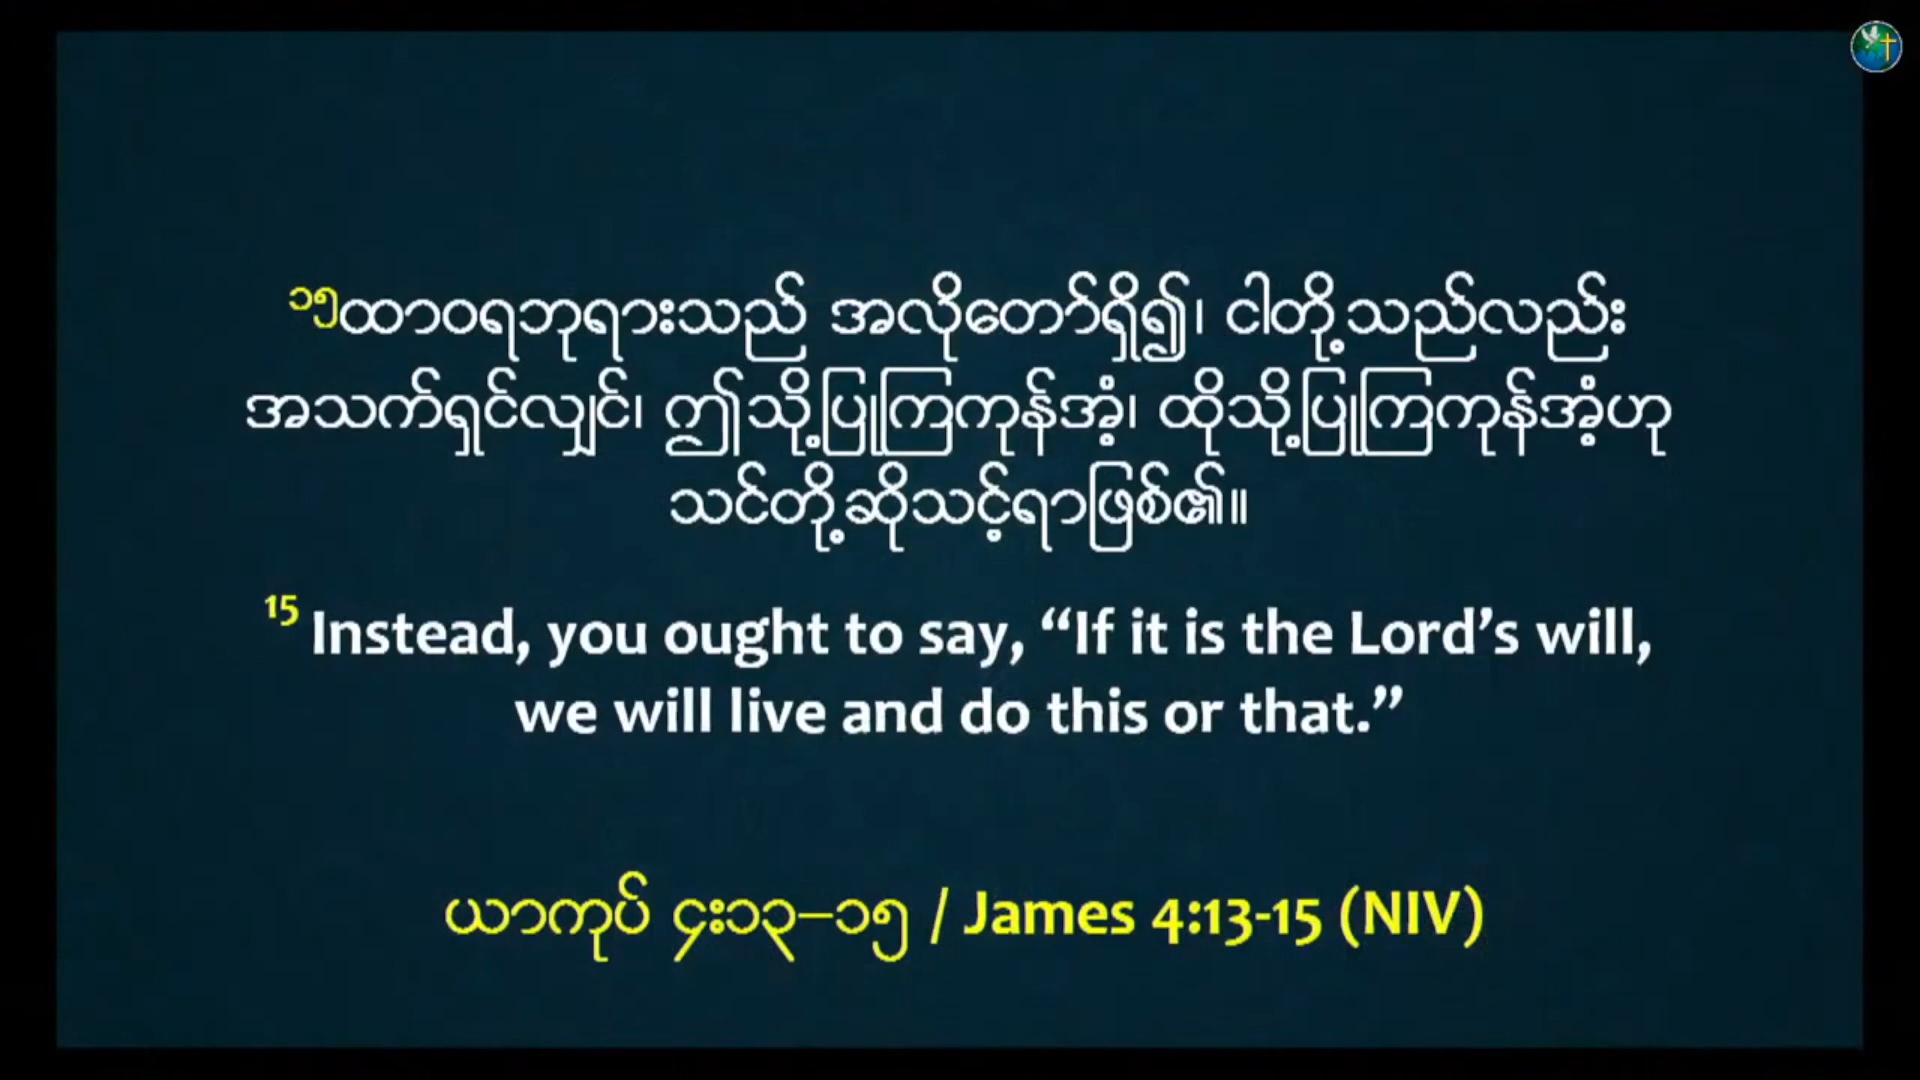 ၁၅ထာဝရဘုရားသည် အလိုတော်ရှိ၍၊ ငါတို့သည်လည်း
အသက်ရှင်လျှင်၊ ဤသို့ပြုကြကုန်အံ့၊ ထိုသို့ပြုကြကုန်အံ့ဟု
သင်တို့ဆိုသင့်ရာဖြစ်၏။
15 Instead, you ought to say, “If it is the Lord’s will,
we will live and do this or that.”
ယာကုပ် ၄း၁၃–၁၅ / James 4:13-15 (NIV)